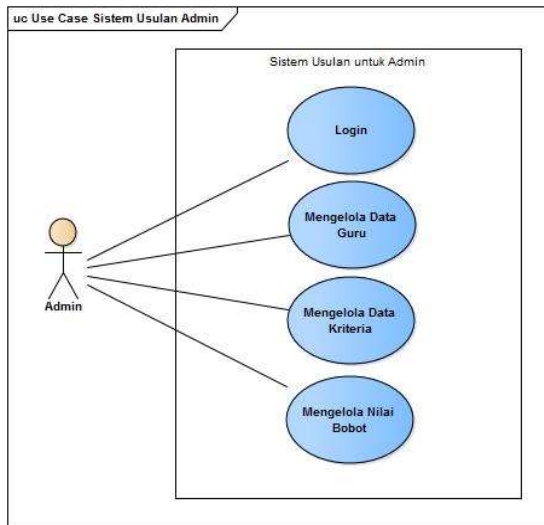 uc Use Case Sistem Usulan Admin
Sistem Usulan untuk Admin
Login
Mengelola Data
Guru
Admin
Mengelola Data
Kriteria
Mengelola Nilai
Bobot